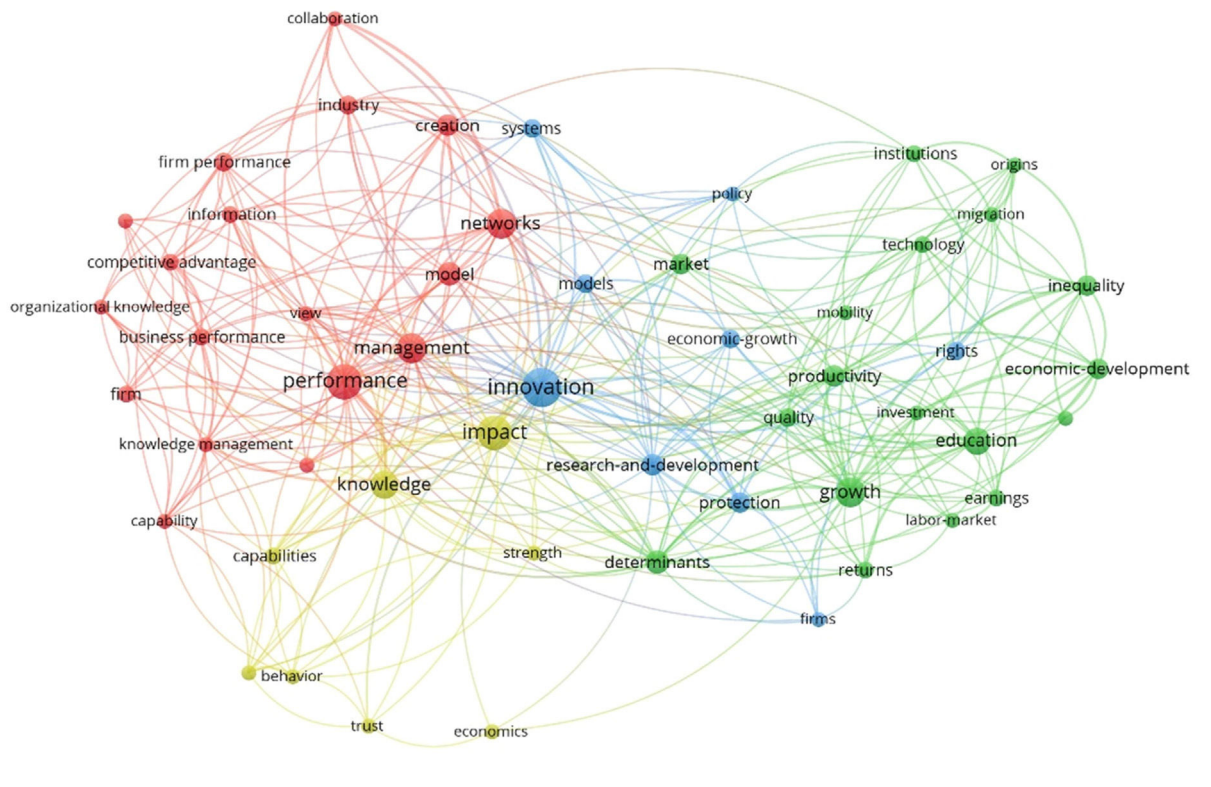 collaboration
industry
creation
systems
firm performance
institutions
origins
policy
information
migration
networks
technology
competitive advantage
market
model
models
inequality
organizational knowledge
view
mobility
business performance
economic-growth
management
rights
economic-development
performance
productivity
innovation
firm
investment
quality
impact
education
knowledge management
research-and-development
knowledge
growth
earnings
protection
capability
labor-market
strength
capabilities
determinants
returns
firms
behavior
trust
economics